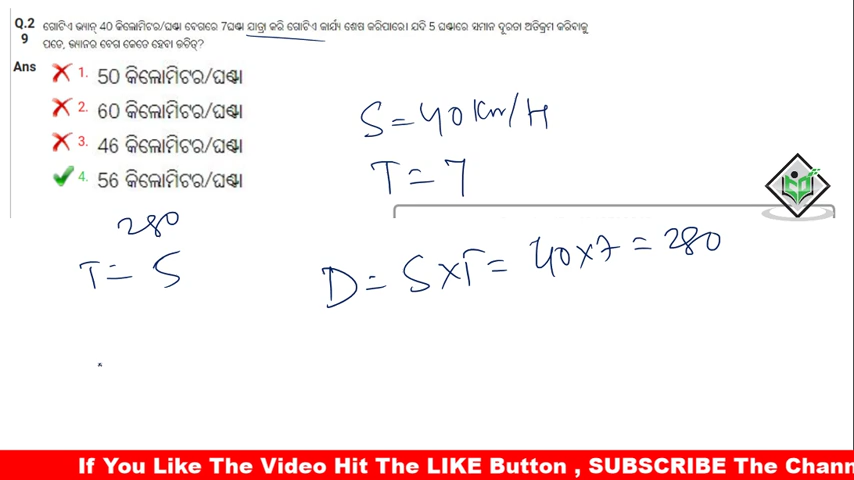 Q.2 ଗୋଟିଏ ଭ୍ୟାନ୍ 40 କିଲୋମିଟର/ଘଣ୍ଟା ବେଗରେ 7ଘଣ୍ଟା ଯାତ୍ରା କରି ଗୋଟିଏ କାର୍ଯ୍ୟ ଶେଷ କରିପାରେ। ଯଦି 5 ଘଣ୍ଟାରେ ସମାନ ଦୂରତା ଅତିକ୍ରମ କରିବାକୁ
9 ପଡେ, ଭ୍ୟାନର ବେଗ କେତେ ହେବା ଉଚିତ୍?
Ans
1. 50 କିଲୋମିଟର/ଘଣ୍ଟା
2. 60 କିଲୋମିଟର/ଘଣ୍ଟା
3. 46 କିଲୋମିଟର/ଘଣ୍ଟା
4. 56 କିଲୋମିଟର/ଘଣ୍ଟା
S = 40 Km/H
T = 7
280
T = 5
D = S×T = 40×7 = 280
If You Like The Video Hit The LIKE Button , SUBSCRIBE The Chann